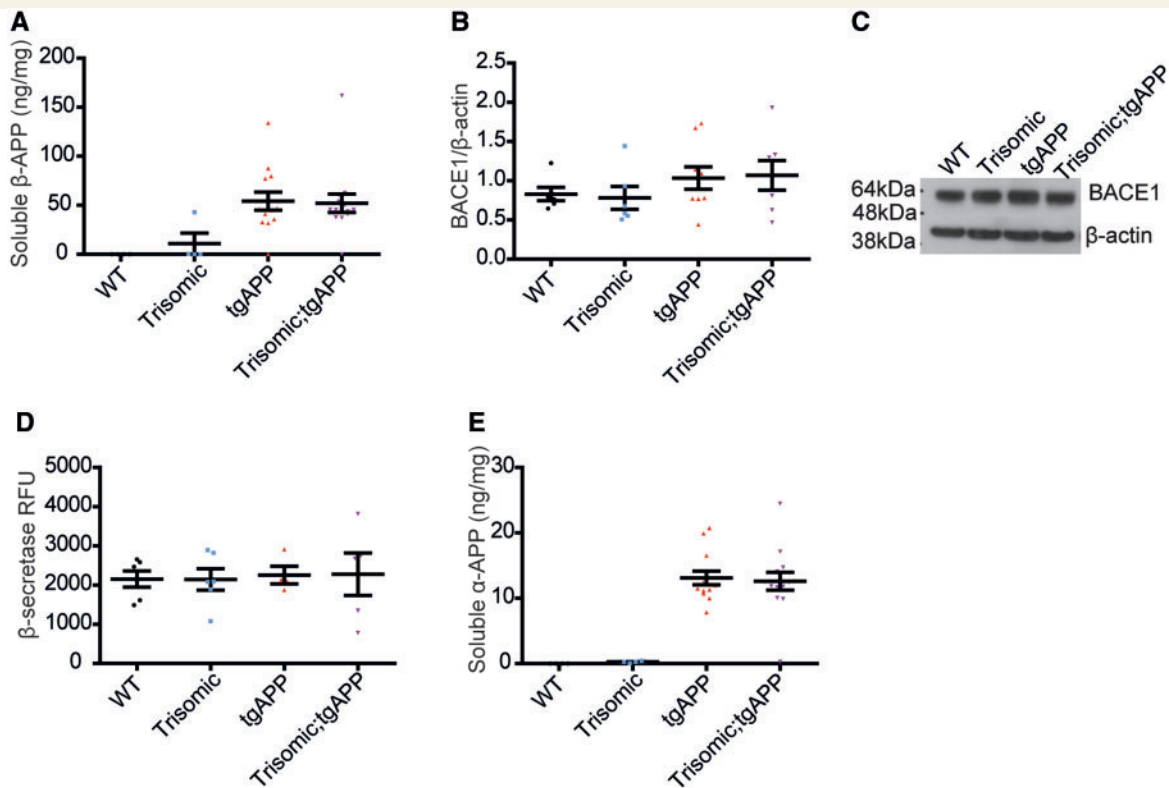 A
Soluble β-APP (ng/mg)
200
150
100
50
0
WT
Trisomic
tgAPP
Trisomic;tgAPP
B
BACE1/β-actin
2.5
2.0
1.5
1.0
0.5
0.0
WT
Trisomic
tgAPP
Trisomic;tgAPP
C
WT
Trisomic
tgAPP
Trisomic;tgAPP
64kDa
BACE1
48kDa
38kDa
β-actin
D
β-secretase RFU
5000
4000
3000
2000
1000
0
WT
Trisomic
tgAPP
Trisomic;tgAPP
E
Soluble α-APP (ng/mg)
30
20
10
0
WT
Trisomic
tgAPP
Trisomic;tgAPP